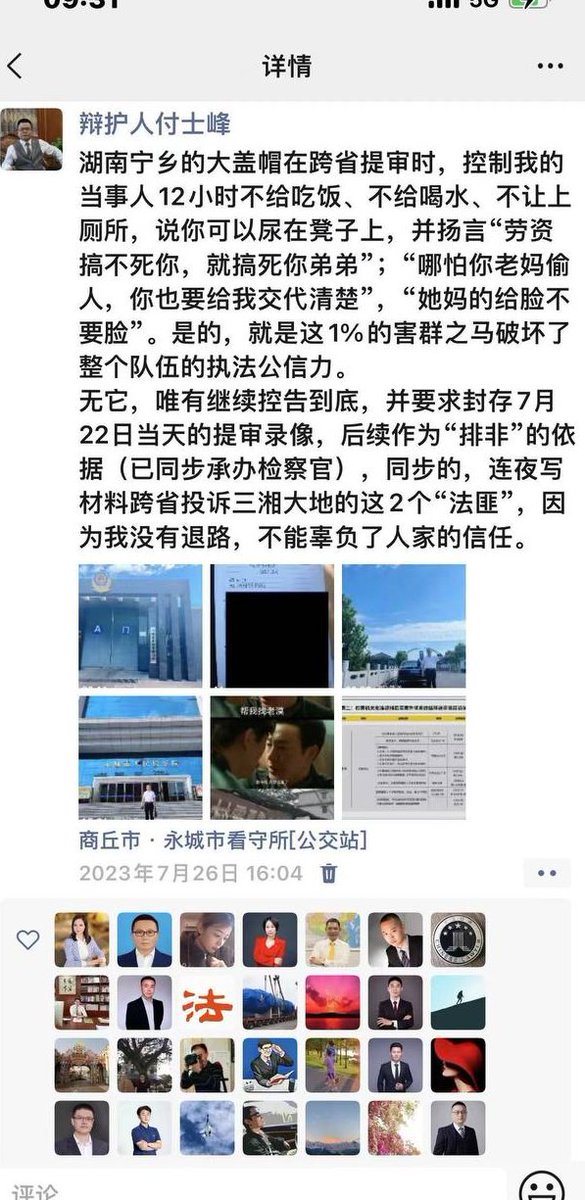 09:31
5G
详情
辩护人付士峰
湖南宁乡的大盖帽在跨省提审时，控制我的
当事人12小时不给吃饭、不给喝水、不让上
厕所，说你可以尿在凳子上，并扬言“劳资
搞不死你，就搞死你弟弟”；“哪怕你老妈偷
人，你也要给我交代清楚”，“她妈的给脸不
要脸”。是的，就是这1%的害群之马破坏了
整个队伍的执法公信力。
无它，唯有继续控告到底，并要求封存7月
22日当天的提审录像，后续作为“排非”的依
据（已同步承办检察官），同步的，连夜写
材料跨省投诉三湘大地的这2个“法匪”，因
为我没有退路，不能辜负了人家的信任。
A 门
帮我找老漠
商丘市 · 永城市看守所[公交站]
2023年7月26日 16:04
法
评论